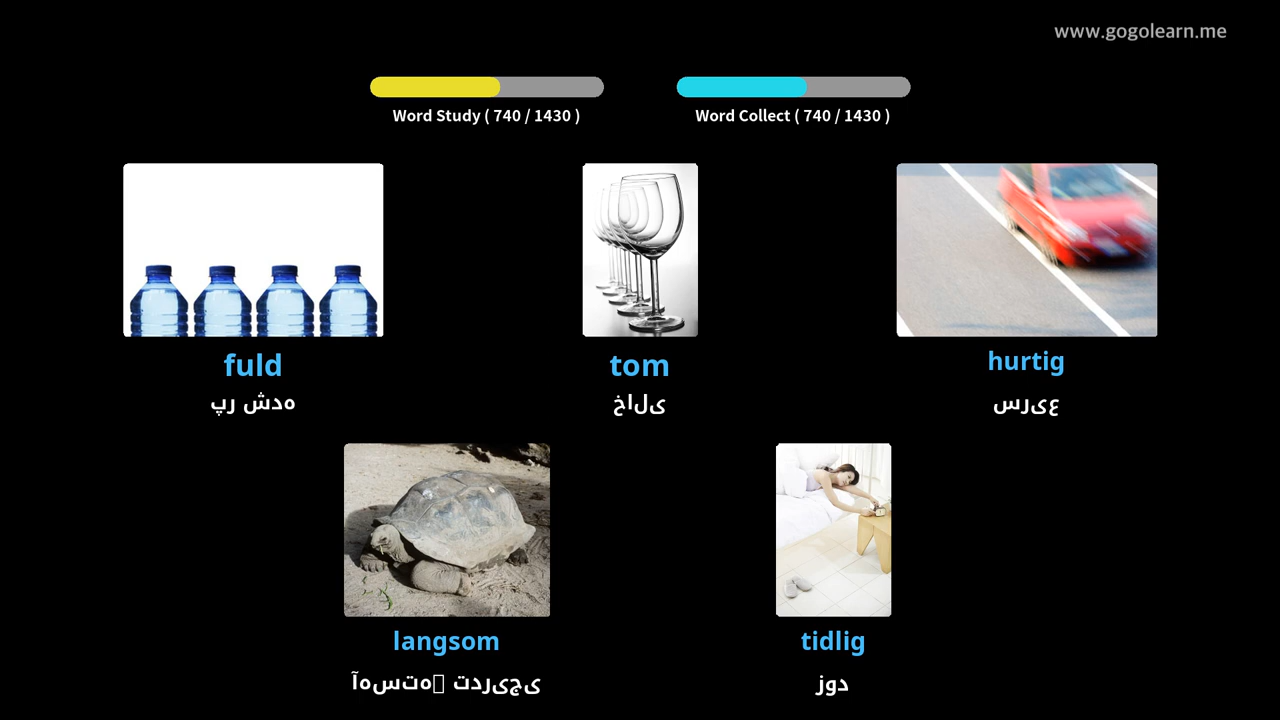 www.gogolearn.me
Word Study ( 740 / 1430 )
Word Collect ( 740 / 1430 )
fuld
tom
hurtig
پر شده
خالی
سریع
langsom
tidlig
آهسته▯ تدریجی
زود